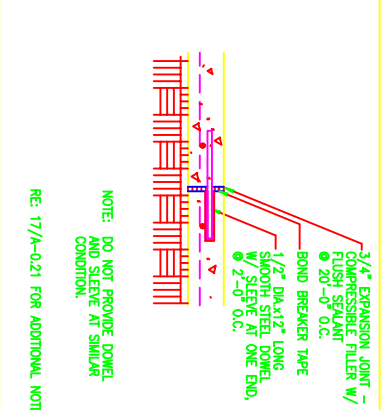 3/4" EXPANSION JOINT -
COMPRESSIBLE FILLER W/
FLUSH SEALANT
@ 20'-0" O.C.
BOND BREAKER TAPE
1/2" DIA.x12" LONG
SMOOTH STEEL DOWEL
W/ SLEEVE AT ONE END,
@ 2'-0" O.C.
NOTE: DO NOT PROVIDE DOWEL
AND SLEEVE AT SIMILAR
CONDITION.
RE: 17/A-0.21 FOR ADDITIONAL NOT